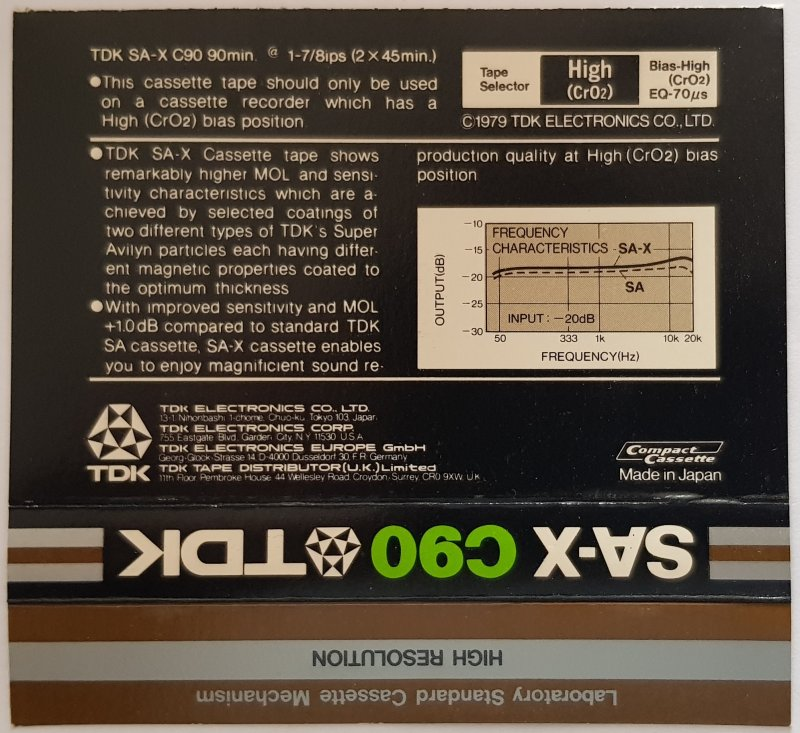 TDK SA-X C90 90min. @ 1-7/8ips (2×45min.)
●This cassette tape should only be used
on a cassette recorder which has a
High (CrO2) bias position
Tape
Selector
High
(CrO2)
Bias-High
(CrO2)
EQ-70μs
©1979 TDK ELECTRONICS CO., LTD.
●TDK SA-X Cassette tape shows
remarkably higher MOL and sensi-
tivity characteristics which are a-
chieved by selected coatings of
two different types of TDK's Super
Avilyn particles each having differ-
ent magnetic properties coated to
the optimum thickness
●With improved sensitivity and MOL
+1.0dB compared to standard TDK
SA cassette, SA-X cassette enables
you to enjoy magnificient sound re-
production quality at High (CrO2) bias
position
FREQUENCY
CHARACTERISTICS
SA-X
SA
INPUT : −20dB
OUTPUT(dB)
−10
−15
−20
−25
−30
50 333 1k 10k 20k
FREQUENCY(Hz)
TDK
TDK ELECTRONICS CO., LTD.
13-1 Nihonbashi 1-chome, Chuo-ku, Tokyo 103, Japan.
TDK ELECTRONICS CORP.
755 Eastgate Blvd, Garden City, N.Y. 11530 U.S.A.
TDK ELECTRONICS EUROPE GmbH
Georg-Glock-Strasse 14 D-4000 Dusseldorf 30 F.R. Germany
TDK TAPE DISTRIBUTOR (U.K.) Limited
11th Floor Pembroke House 44 Wellesley Road, Croydon, Surrey, CR0 9XW, U.K.
Compact
Cassette
Made in Japan
SA-X C90 TDK
HIGH RESOLUTION
Laboratory Standard Cassette Mechanism